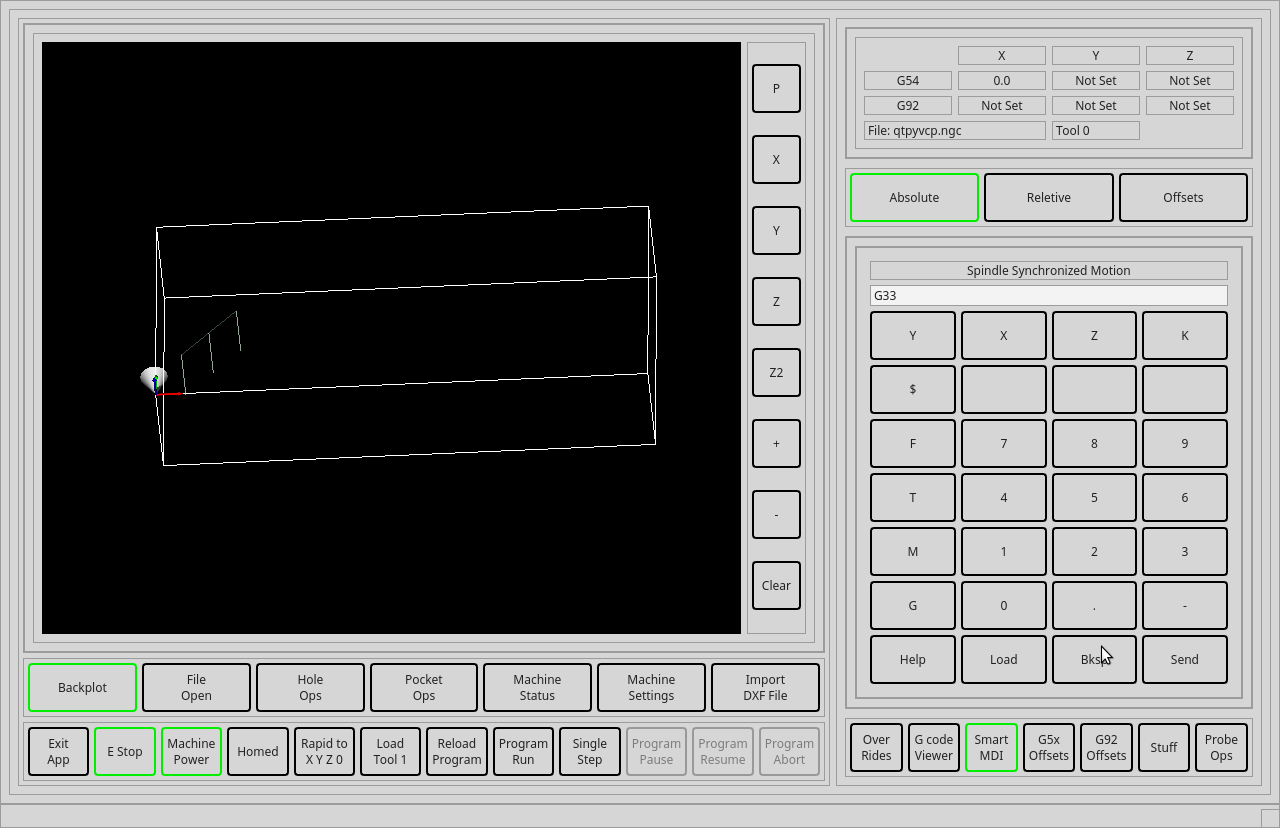 P
X
Y
Z
Z2
+
-
Clear
Backplot
File
Open
Hole
Ops
Pocket
Ops
Machine
Status
Machine
Settings
Import
DXF File
Exit
App
E Stop
Machine
Power
Homed
Rapid to
X Y Z 0
Load
Tool 1
Reload
Program
Program
Run
Single
Step
Program
Pause
Program
Resume
Program
Abort
X Y Z
G54 0.0 Not Set Not Set
G92 Not Set Not Set Not Set
File: qtpyvcp.ngc Tool 0
Absolute Reletive Offsets
Spindle Synchronized Motion
G33
Y X Z K
$
F 7 8 9
T 4 5 6
M 1 2 3
G 0 . -
Help Load Send
Over
Rides
G code
Viewer
Smart
MDI
G5x
Offsets
G92
Offsets
Stuff
Probe
Ops